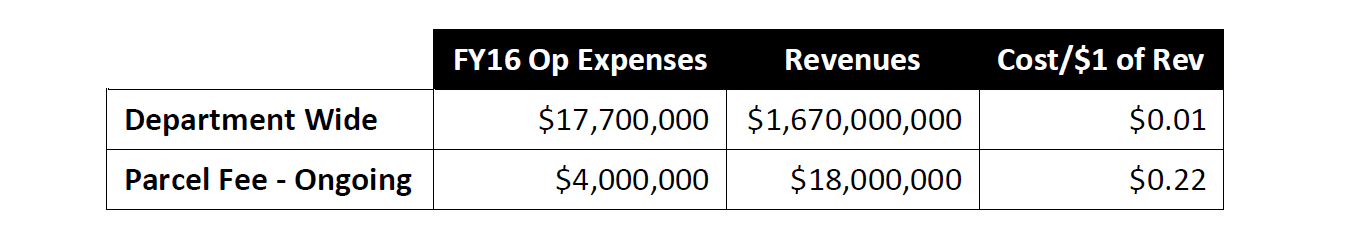 FY16 Op Expenses Revenues Cost/$1 of Rev
Department Wide $17,700,000 $1,670,000,000 $0.01
Parcel Fee - Ongoing $4,000,000 $18,000,000 $0.22